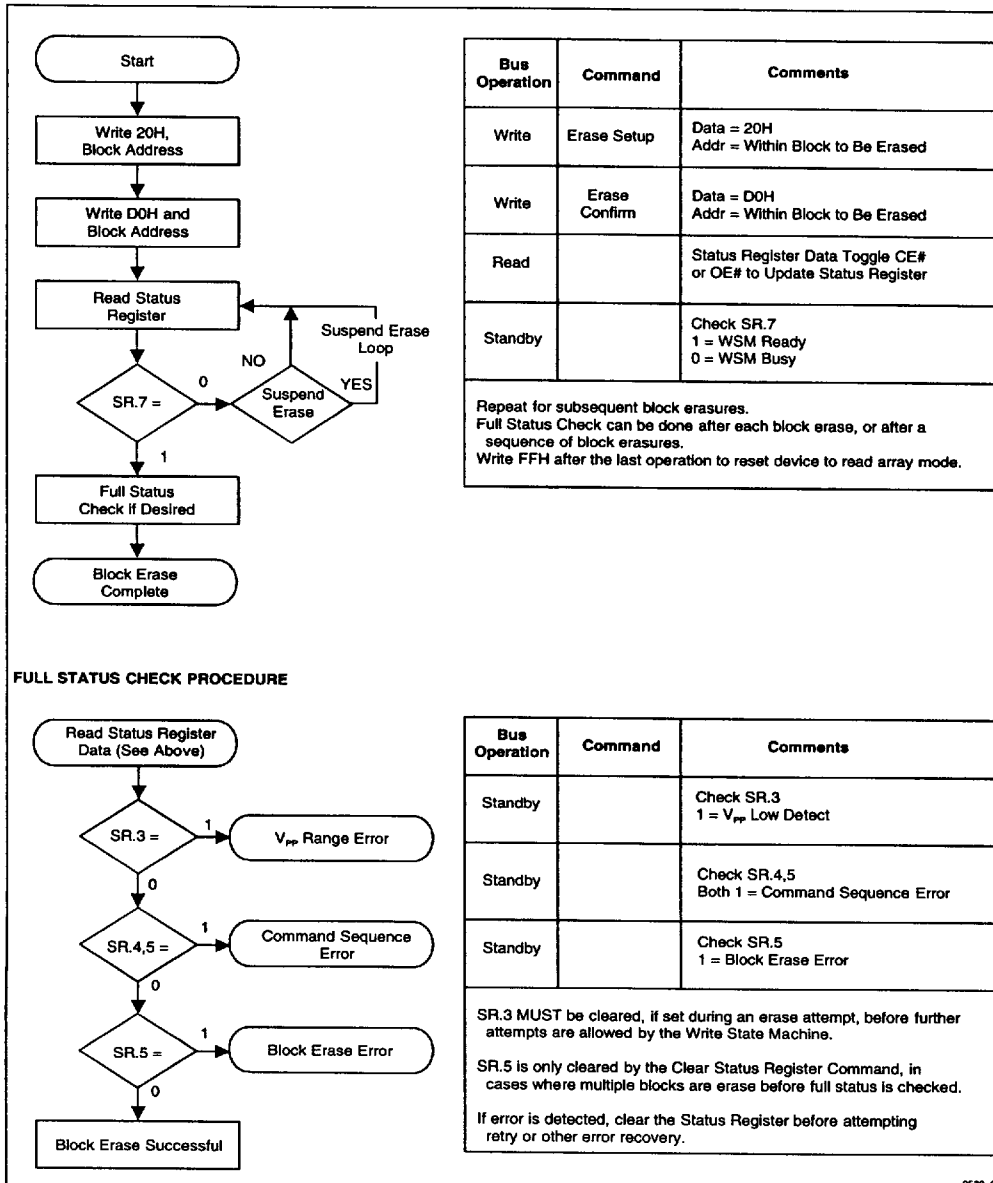 Start
Write 20H,
Block Address
Write D0H and
Block Address
Read Status
Register
Suspend Erase
Loop
NO
YES
0
SR.7 =
Suspend
Erase
1
Full Status
Check if Desired
Block Erase
Complete
Bus
Operation
Command
Comments
Write
Erase Setup
Data = 20H
Addr = Within Block to Be Erased
Write
Erase
Confirm
Data = D0H
Addr = Within Block to Be Erased
Read
Status Register Data Toggle CE#
or OE# to Update Status Register
Standby
Check SR.7
1 = WSM Ready
0 = WSM Busy
Repeat for subsequent block erasures.
Full Status Check can be done after each block erase, or after a
sequence of block erasures.
Write FFH after the last operation to reset device to read array mode.
FULL STATUS CHECK PROCEDURE
Read Status Register
Data (See Above)
SR.3 =
1
VPP Range Error
0
SR.4,5 =
1
Command Sequence
Error
0
SR.5 =
1
Block Erase Error
0
Block Erase Successful
Bus
Operation
Command
Comments
Standby
Check SR.3
1 = VPP Low Detect
Standby
Check SR.4,5
Both 1 = Command Sequence Error
Standby
Check SR.5
1 = Block Erase Error
SR.3 MUST be cleared, if set during an erase attempt, before further
attempts are allowed by the Write State Machine.
SR.5 is only cleared by the Clear Status Register Command, in
cases where multiple blocks are erase before full status is checked.
If error is detected, clear the Status Register before attempting
retry or other error recovery.